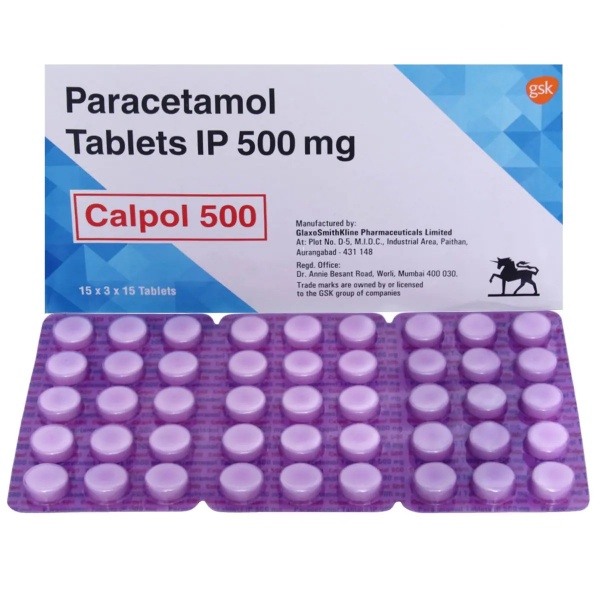 gsk
Paracetamol
Tablets IP 500 mg
Calpol 500
Manufactured by:
GlaxoSmithKline Pharmaceuticals Limited
At: Plot No. D-5, M.I.D.C., Industrial Area, Paithan,
Aurangabad - 431 148
Regd. Office:
Dr. Annie Besant Road, Worli, Mumbai 400 030.
Trade marks are owned by or licensed
to the GSK group of companies
15 x 3 x 15 Tablets